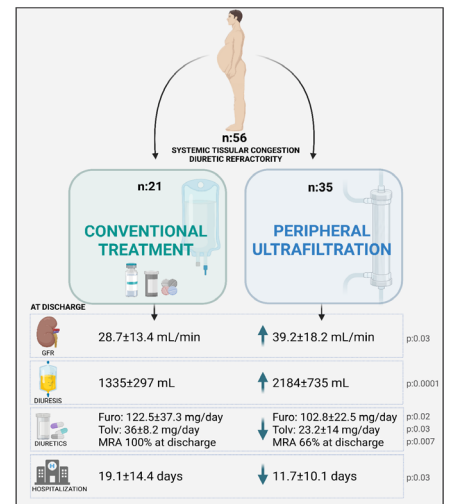 n:56
SYSTEMIC TISSULAR CONGESTION
DIURETIC REFRACTORITY
n:21
CONVENTIONAL
TREATMENT
n:35
PERIPHERAL
ULTRAFILTRATION
AT DISCHARGE
GFR
28.7±13.4 mL/min
39.2±18.2 mL/min
p:0.03
DIURESIS
1335±297 mL
2184±735 mL
p:0.0001
DIURETICS
Furo: 122.5±37.3 mg/day
Tolv: 36±8.2 mg/day
MRA 100% at discharge
Furo: 102.8±22.5 mg/day
Tolv: 23.2±14 mg/day
MRA 66% at discharge
p:0.02
p:0.03
p:0.007
H
HOSPITALIZATION
19.1±14.4 days
11.7±10.1 days
p:0.03